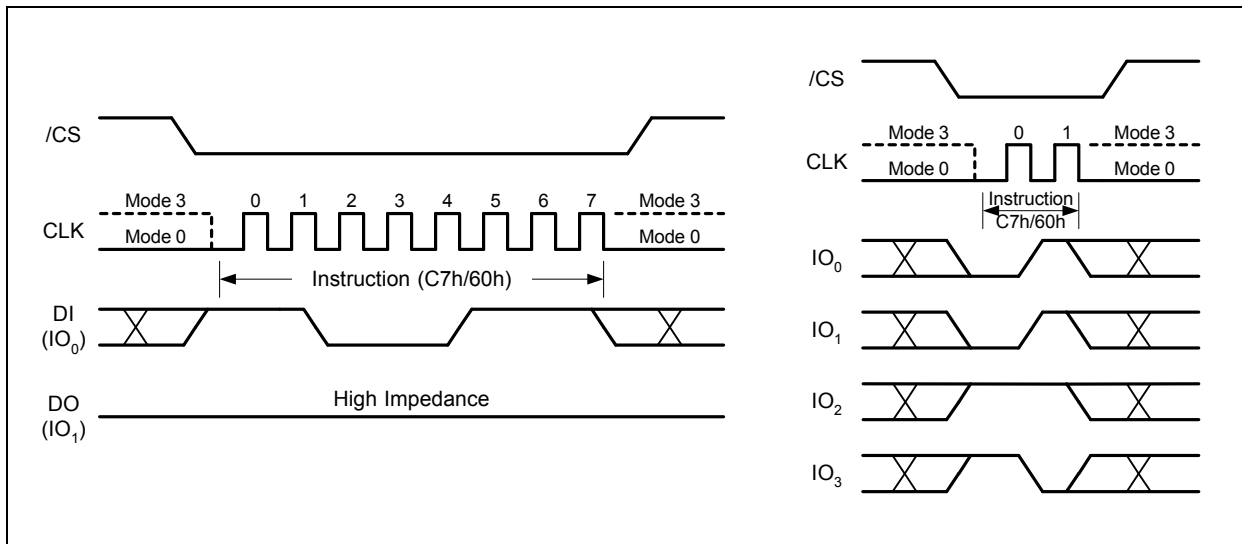 /CS
Mode 3 0 1 2 3 4 5 6 7 Mode 3
CLK Mode 0 Mode 0
Instruction (C7h/60h)
DI
(IO0)
High Impedance
DO
(IO1)
/CS
Mode 3 0 1 Mode 3
CLK Mode 0 Mode 0
Instruction
C7h/60h
IO0
IO1
IO2
IO3